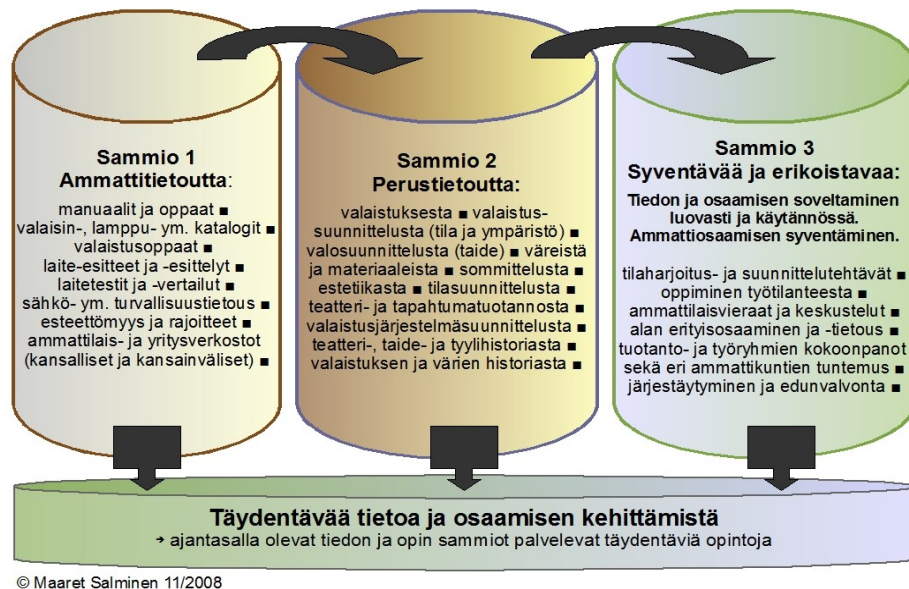 Sammio 1
Ammattitietoutta:
manuaalit ja oppaat ■
valaisin-, lamppu- ym. katalogit ■
valaistusoppaat ■
laite-esitteet ja -esittelyt ■
laitetestit ja -vertailut ■
sähkö- ym. turvallisuustietous ■
esteettömyys ja rajoitteet ■
ammattilais- ja yritysverkostot
(kansalliset ja kansainväliset) ■
Sammio 2
Perustietoutta:
valaistuksesta ■ valaistus-
suunnittelusta (tila ja ympäristö) ■
valosuunnittelusta (taide) ■ väreistä
ja materiaaleista ■ sommittelusta ■
estetiikasta ■ tilasuunnittelusta ■
teatteri- ja tapahtumatuotannosta ■
valaistusjärjestelmäsuunnittelusta ■
teatteri-, taide- ja tyylihistoriasta ■
valaistuksen ja värien historiasta ■
Sammio 3
Syventävää ja erikoistavaa:
Tiedon ja osaamisen soveltaminen
luovasti ja käytännössä.
Ammattiosaamisen syventäminen.
tilaharjoitus- ja suunnittelutehtävät ■
oppiminen työtilanteesta ■
ammattilaisvieraat ja keskustelut ■
alan erityisosaaminen ja -tietous ■
tuotanto- ja työryhmien kokoonpanot
sekä eri ammattikuntien tuntemus ■
järjestäytyminen ja edunvalvonta ■
Täydentävää tietoa ja osaamisen kehittämistä
→ ajantasalla olevat tiedon ja opin sammiot palvelevat täydentäviä opintoja
© Maaret Salminen 11/2008